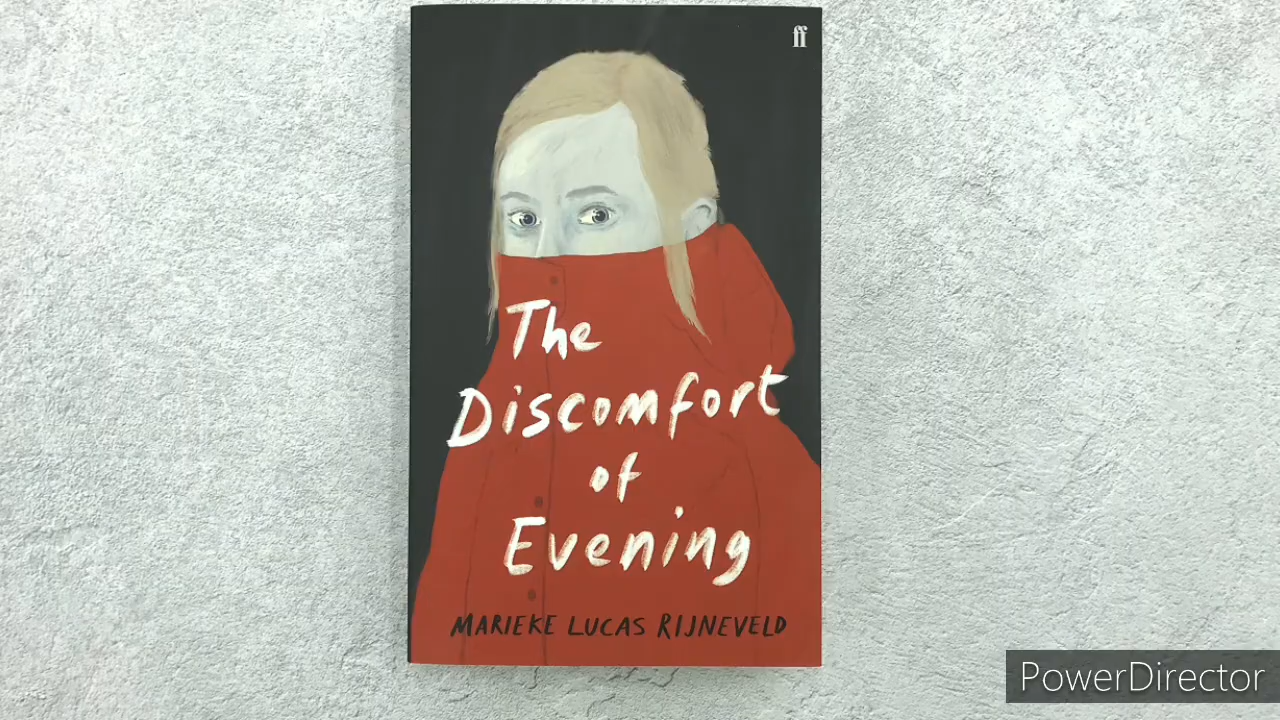 ff
The
Discomfort
of
Evening
MARIEKE LUCAS RIJNEVELD
PowerDirector